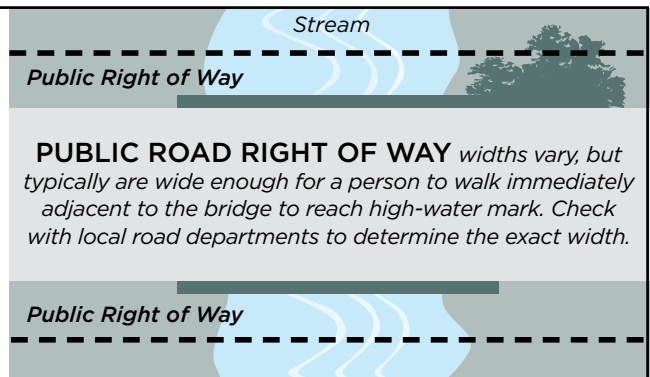 Stream
Public Right of Way
PUBLIC ROAD RIGHT OF WAY widths vary, but
typically are wide enough for a person to walk immediately
adjacent to the bridge to reach high-water mark. Check
with local road departments to determine the exact width.
Public Right of Way